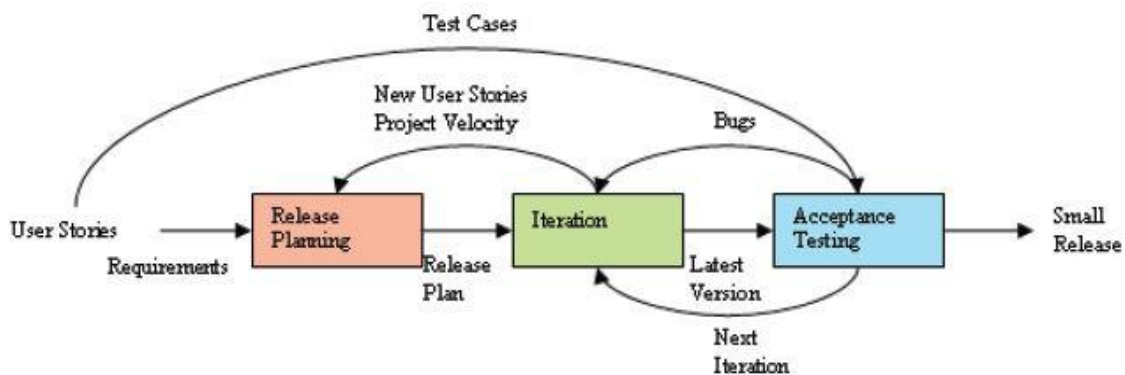 Test Cases
New User Stories
Project Velocity
Bugs
User Stories
Requirements
Release
Planning
Release
Plan
Iteration
Latest
Version
Acceptance
Testing
Small
Release
Next
Iteration